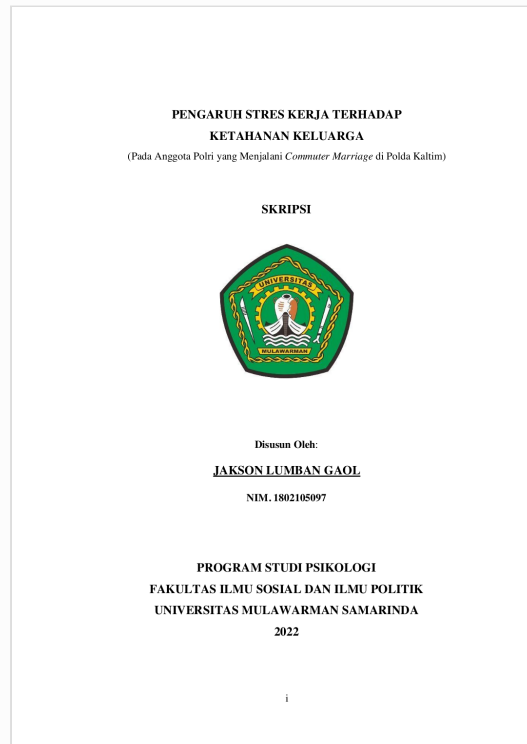 PENGARUH STRES KERJA TERHADAP
KETAHANAN KELUARGA
(Pada Anggota Polri yang Menjalani Commuter Marriage di Polda Kaltim)
SKRIPSI
UNIVERSITAS
MULAWARMAN
Disusun Oleh:
JAKSON LUMBAN GAOL
NIM. 1802105097
PROGRAM STUDI PSIKOLOGI
FAKULTAS ILMU SOSIAL DAN ILMU POLITIK
UNIVERSITAS MULAWARMAN SAMARINDA
2022
i